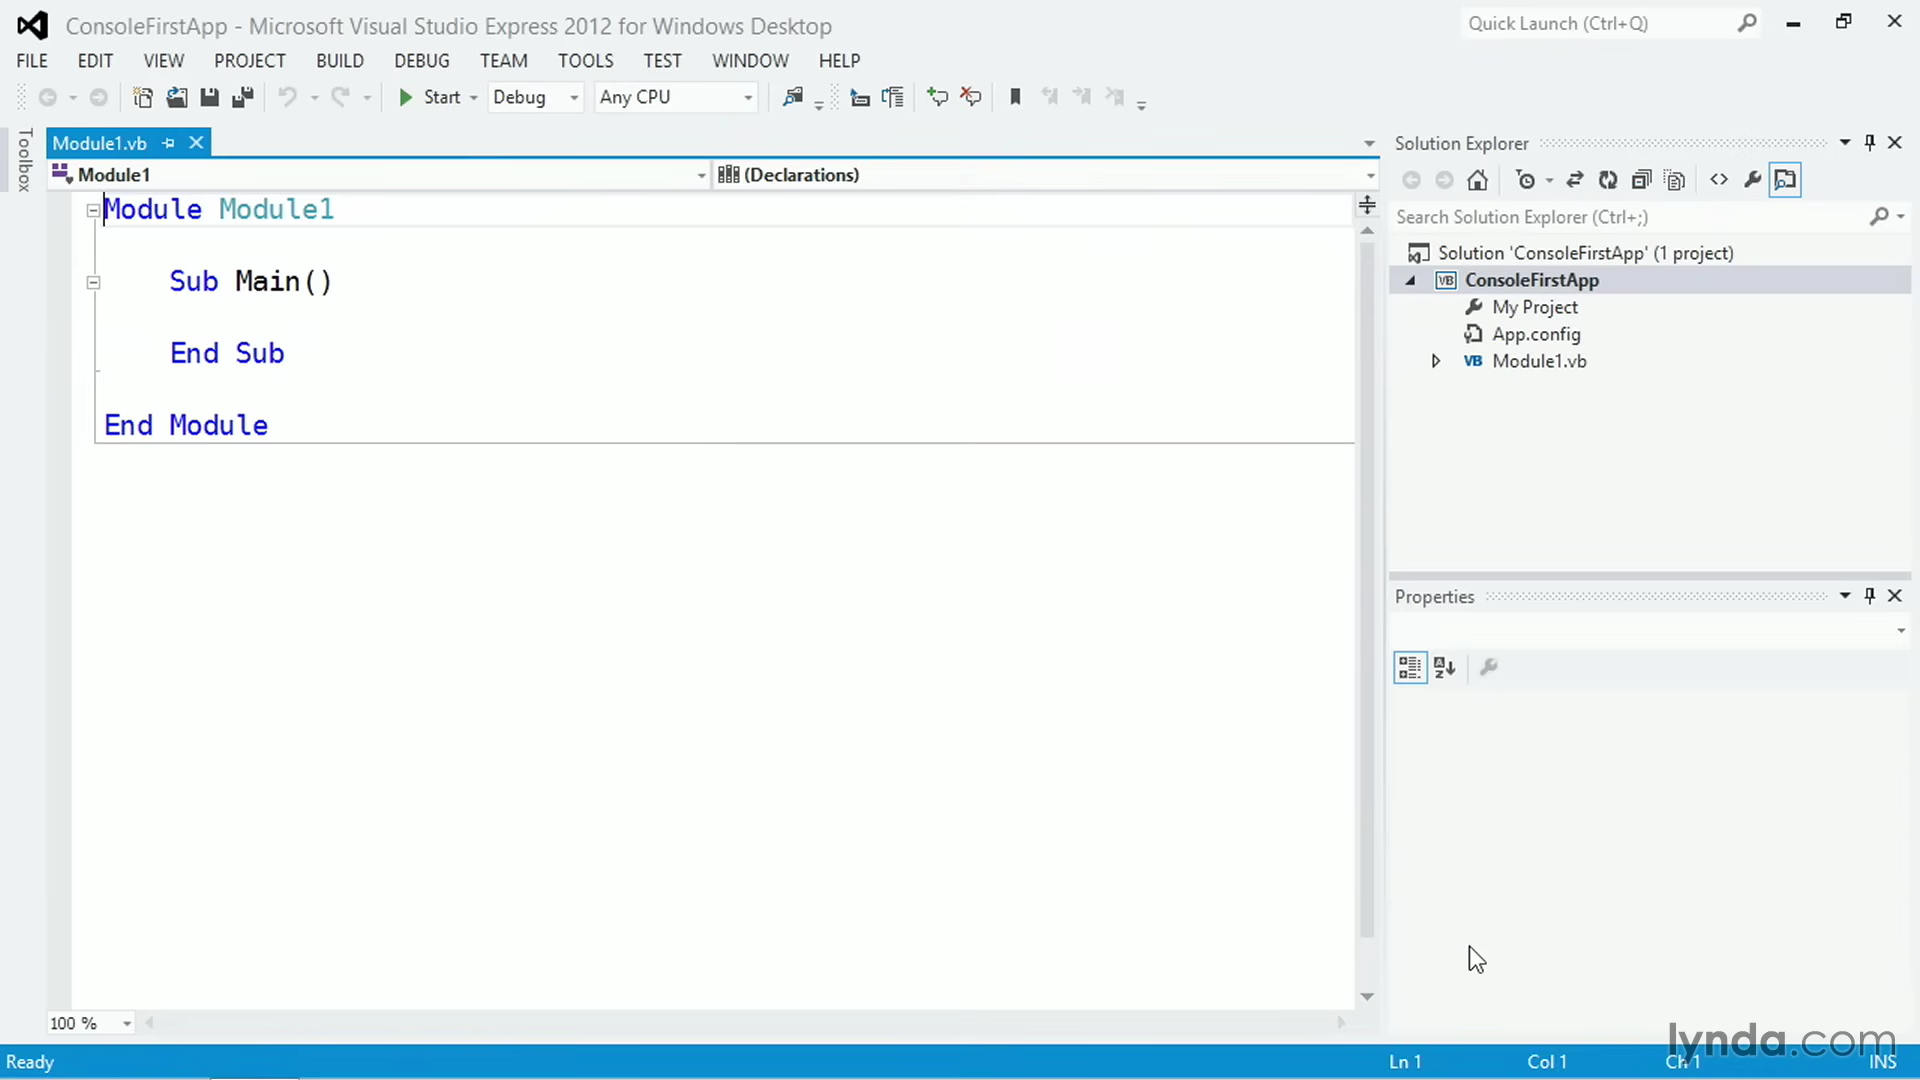 ConsoleFirstApp - Microsoft Visual Studio Express 2012 for Windows Desktop
Quick Launch (Ctrl+Q)
FILE EDIT VIEW PROJECT BUILD DEBUG TEAM TOOLS TEST WINDOW HELP
Start Debug Any CPU
Toolbox
Module1.vb
Module1 (Declarations)
Module Module1
Sub Main()
End Sub
End Module
100 %
Solution Explorer
Search Solution Explorer (Ctrl+;)
Solution 'ConsoleFirstApp' (1 project)
VB ConsoleFirstApp
My Project
App.config
VB Module1.vb
Properties
lynda.com
Ready Ln 1 Col 1 Ch 1 INS